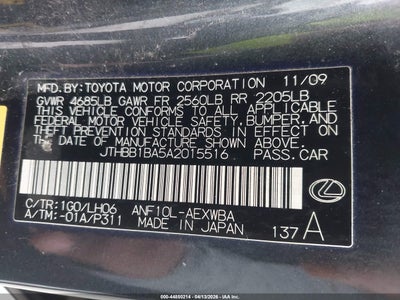 MFD.BY:TOYOTA MOTOR CORPORATION 11/09
GVWR 4685LB GAWR FR 2560LB RR 2205LB
THIS VEHICLE CONFORMS TO ALL APPLICABLE
FEDERAL MOTOR VEHICLE SAFETY, BUMPER, AND
THEFT PREVENTION STANDARDS IN EFFECT ON
THE DATE OF MANUFACTURE SHOWN ABOVE.
JTHBB1BA5A2015516 PASS.CAR
C/TR:1G0/LH06 ANF10L-AEXWBA
A/TM:-01A/P311 MADE IN JAPAN 137 A
© IAA: 44850214 - 04/13/2026 - USA